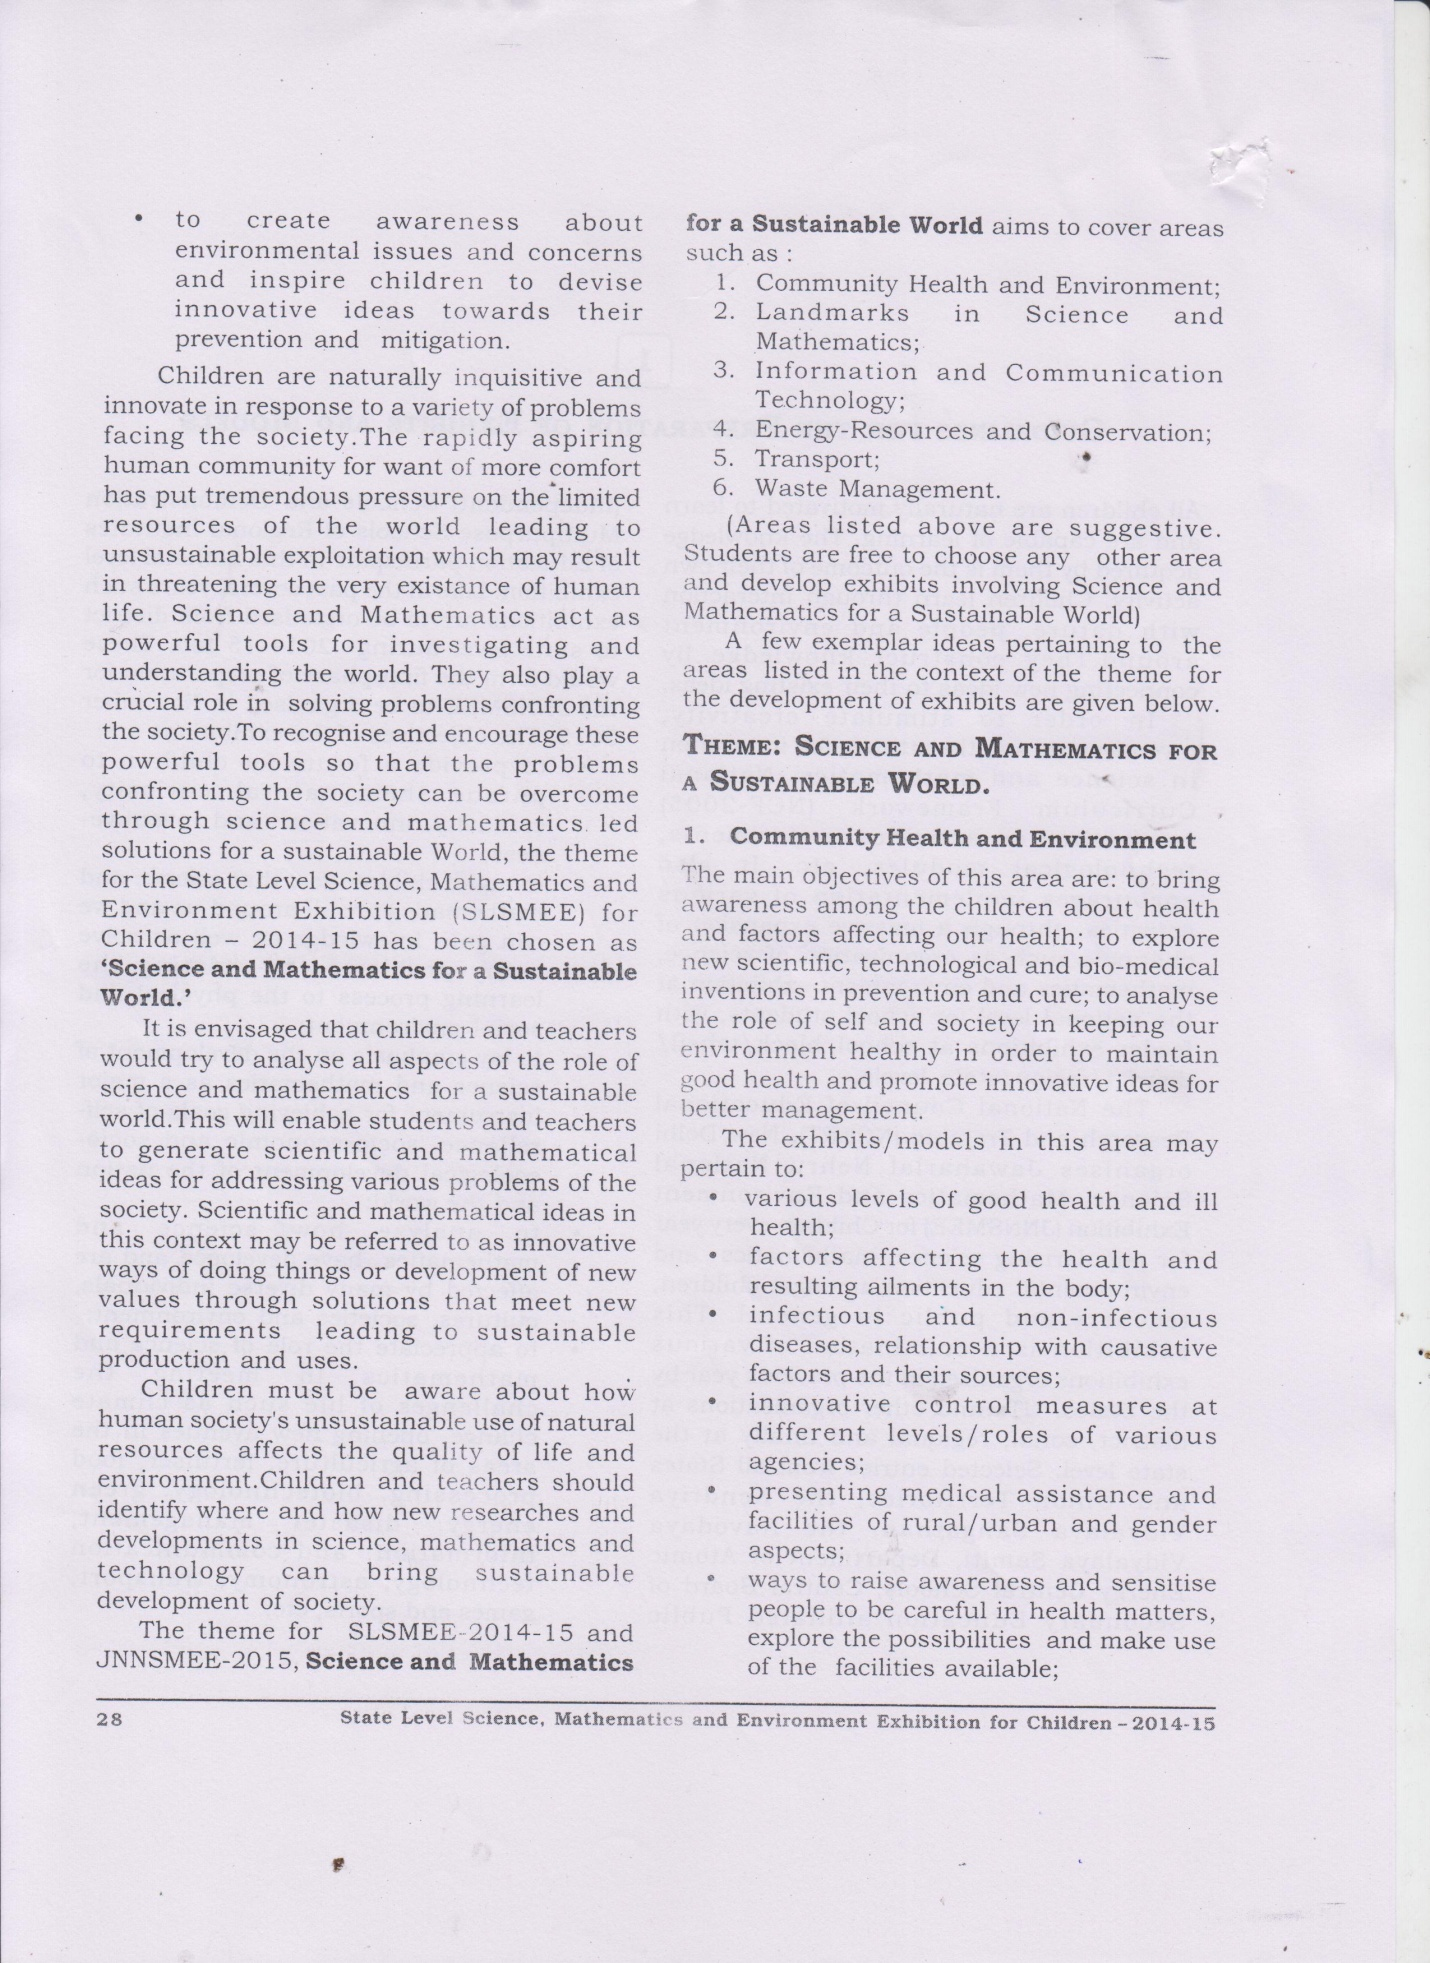 • to create awareness about
environmental issues and concerns
and inspire children to devise
innovative ideas towards their
prevention and mitigation.
Children are naturally inquisitive and
innovate in response to a variety of problems
facing the society.The rapidly aspiring
human community for want of more comfort
has put tremendous pressure on the limited
resources of the world leading to
unsustainable exploitation which may result
in threatening the very existance of human
life. Science and Mathematics act as
powerful tools for investigating and
understanding the world. They also play a
crucial role in solving problems confronting
the society.To recognise and encourage these
powerful tools so that the problems
confronting the society can be overcome
through science and mathematics led
solutions for a sustainable World, the theme
for the State Level Science, Mathematics and
Environment Exhibition (SLSMEE) for
Children – 2014-15 has been chosen as
‘Science and Mathematics for a Sustainable
World.’
It is envisaged that children and teachers
would try to analyse all aspects of the role of
science and mathematics for a sustainable
world.This will enable students and teachers
to generate scientific and mathematical
ideas for addressing various problems of the
society. Scientific and mathematical ideas in
this context may be referred to as innovative
ways of doing things or development of new
values through solutions that meet new
requirements leading to sustainable
production and uses.
Children must be aware about how
human society's unsustainable use of natural
resources affects the quality of life and
environment.Children and teachers should
identify where and how new researches and
developments in science, mathematics and
technology can bring sustainable
development of society.
The theme for SLSMEE-2014-15 and
JNNSMEE-2015, Science and Mathematics
for a Sustainable World aims to cover areas
such as :
1. Community Health and Environment;
2. Landmarks in Science and
Mathematics;
3. Information and Communication
Technology;
4. Energy-Resources and Conservation;
5. Transport;
6. Waste Management.
(Areas listed above are suggestive.
Students are free to choose any other area
and develop exhibits involving Science and
Mathematics for a Sustainable World)
A few exemplar ideas pertaining to the
areas listed in the context of the theme for
the development of exhibits are given below.
THEME: SCIENCE AND MATHEMATICS FOR
A SUSTAINABLE WORLD.
1. Community Health and Environment
The main objectives of this area are: to bring
awareness among the children about health
and factors affecting our health; to explore
new scientific, technological and bio-medical
inventions in prevention and cure; to analyse
the role of self and society in keeping our
environment healthy in order to maintain
good health and promote innovative ideas for
better management.
The exhibits/models in this area may
pertain to:
• various levels of good health and ill
health;
• factors affecting the health and
resulting ailments in the body;
• infectious and non-infectious
diseases, relationship with causative
factors and their sources;
• innovative control measures at
different levels/roles of various
agencies;
• presenting medical assistance and
facilities of rural/urban and gender
aspects;
• ways to raise awareness and sensitise
people to be careful in health matters,
explore the possibilities and make use
of the facilities available;
28 State Level Science, Mathematics and Environment Exhibition for Children – 2014-15